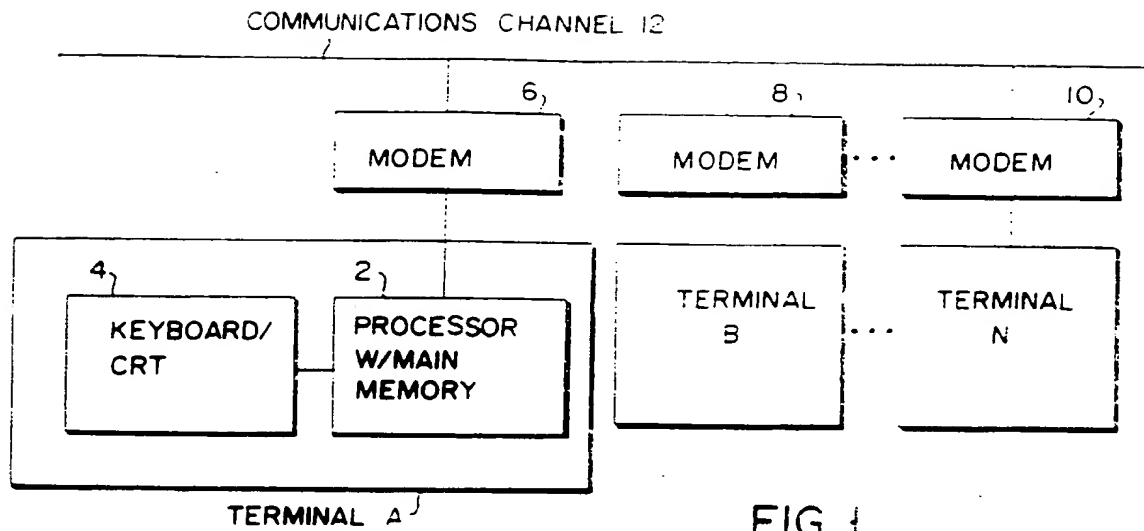 COMMUNICATIONS CHANNEL 12
6
8
10
MODEM
MODEM
MODEM
4
2
KEYBOARD/
CRT
PROCESSOR
W/MAIN
MEMORY
TERMINAL
B
TERMINAL
N
TERMINAL A
FIG 1